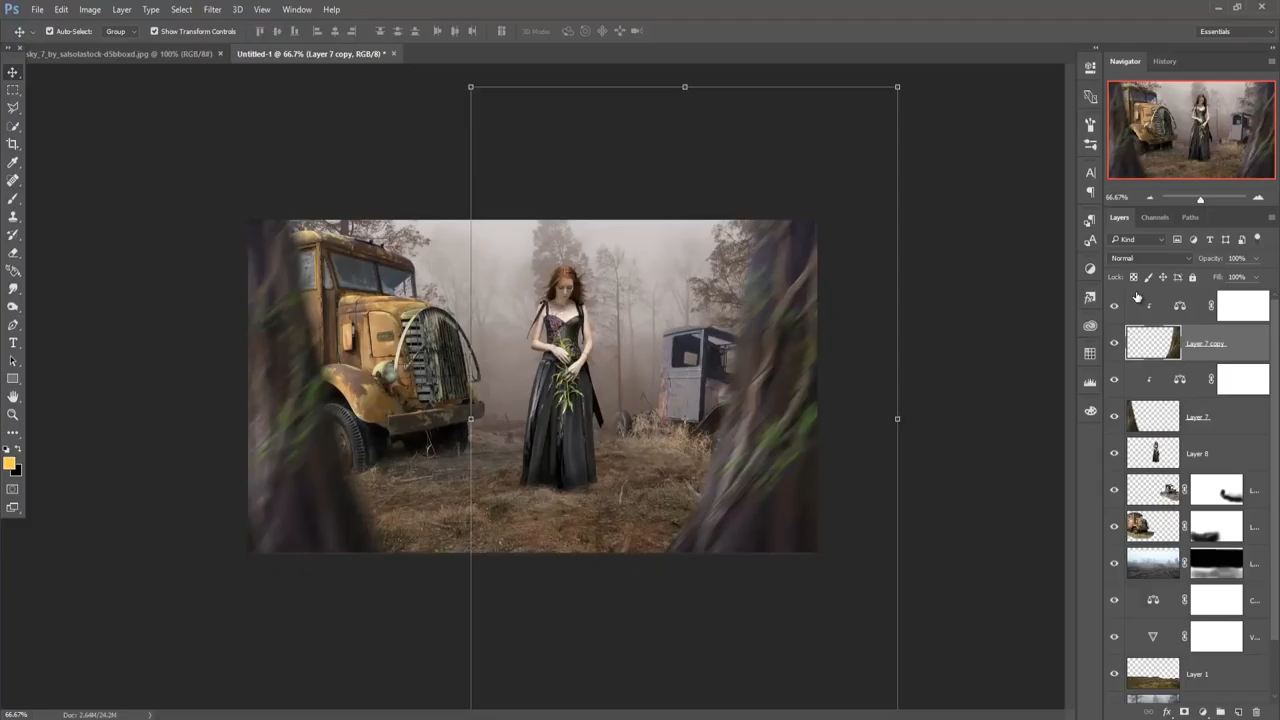 Ps File Edit Image Layer Type Select Filter 3D View Window Help
Auto-Select: Group Show Transform Controls 3D Mode: Essentials
sky_7_by_salsolastock-d5bboxd.jpg @ 100% (RGB/8#) × Untitled-1 @ 66.7% (Layer 7 copy, RGB/8) * ×
Navigator History
66.67%
Layers Channels Paths
Kind
Normal Opacity: 100%
Lock: Fill: 100%
Layer 7 copy
Layer 7
Layer 8
L...
L...
L...
C...
V...
Layer 1
66.67% Doc: 2.64M/24.2M